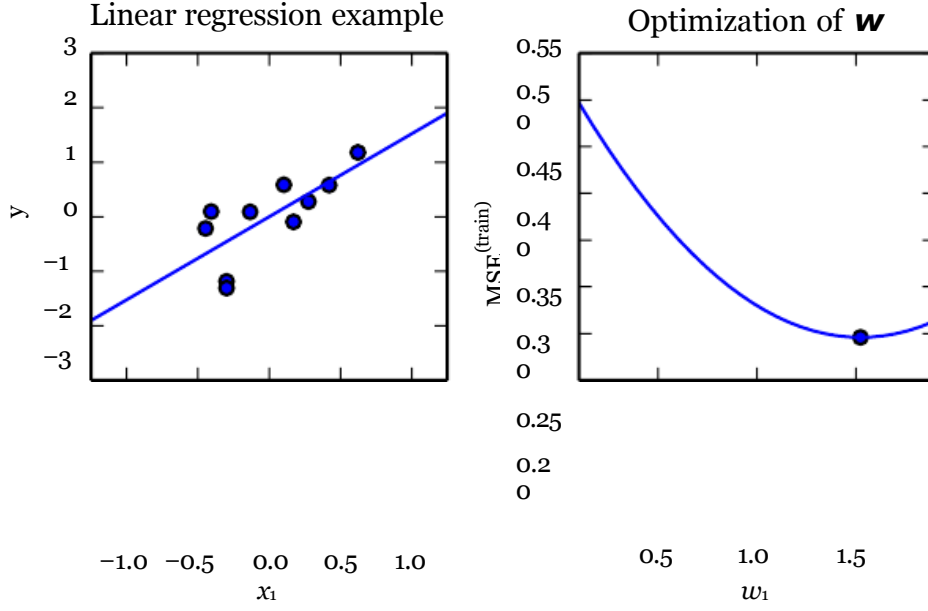 Linear regression example
3
2
1
0
−1
−2
−3
y
−1.0 −0.5 0.0 0.5 1.0
x₁
Optimization of w
0.55
0.5
0
0.45
0.4
0
0.35
0.3
0
0.25
0.2
0
MSE(train)
0.5 1.0 1.5
w₁